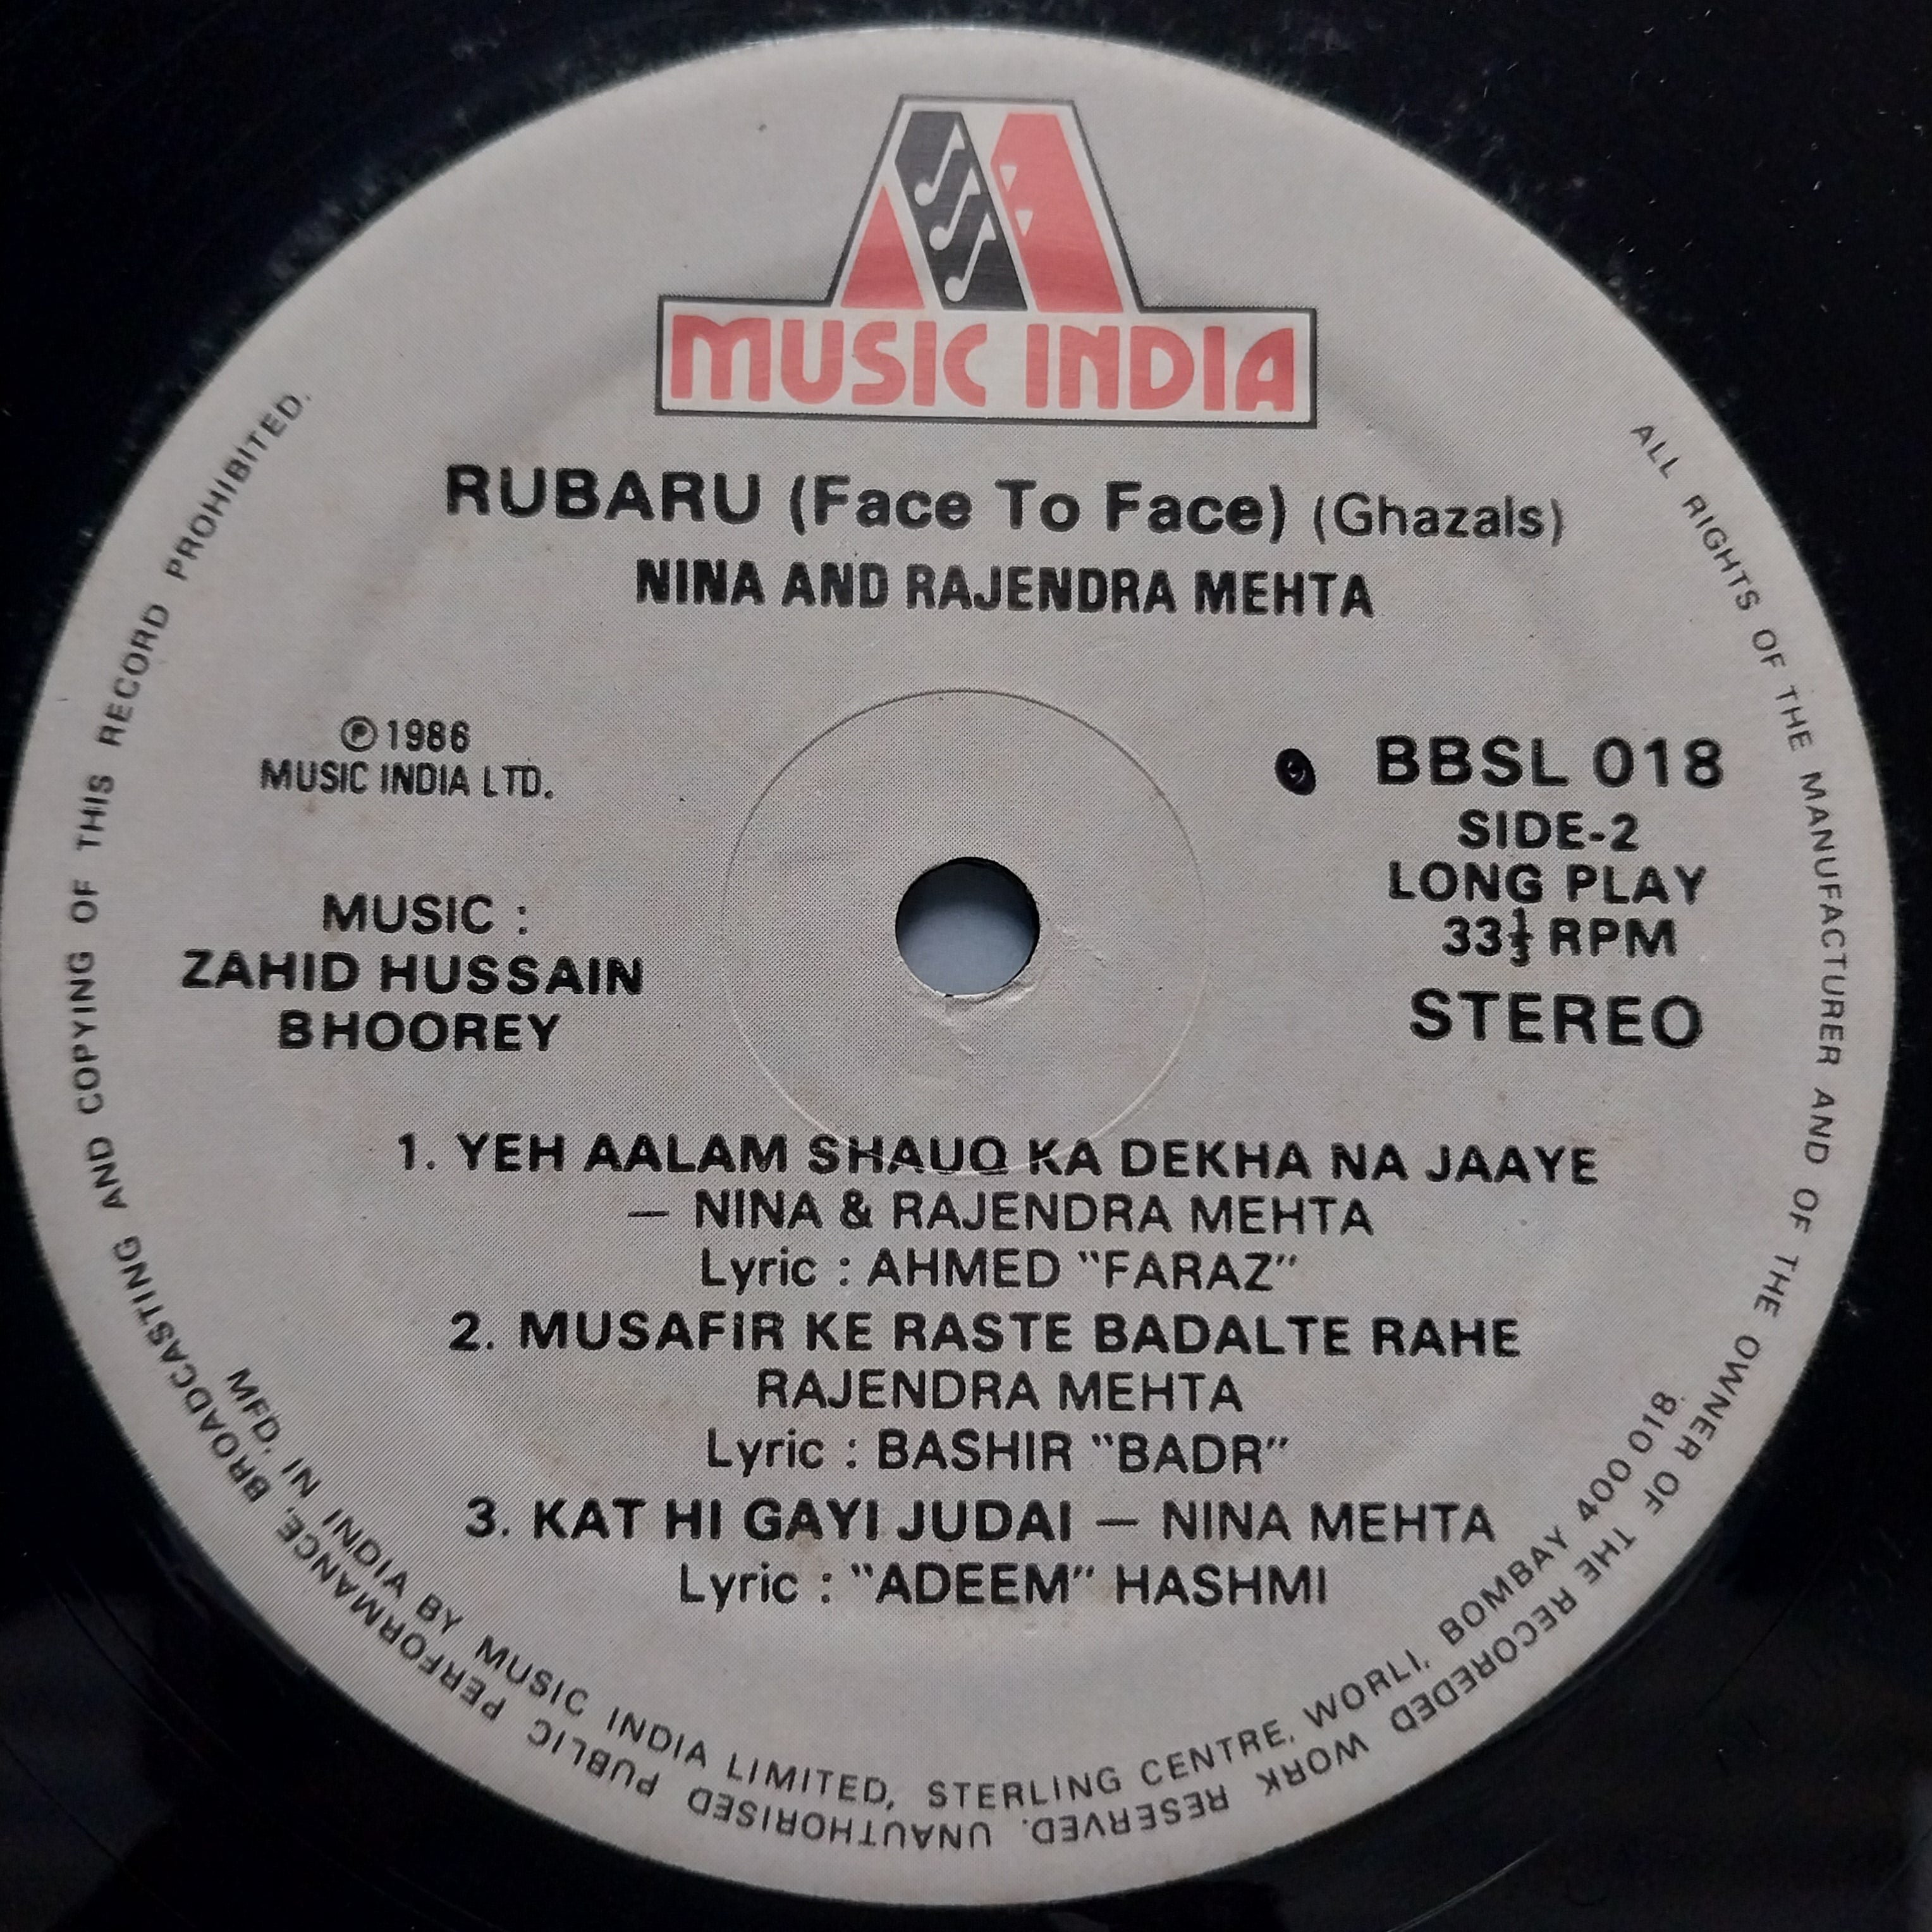 MUSIC INDIA
RUBARU (Face To Face) (Ghazals)
NINA AND RAJENDRA MEHTA
℗ 1986
MUSIC INDIA LTD.
MUSIC :
ZAHID HUSSAIN
BHOOREY
BBSL 018
SIDE-2
LONG PLAY
33⅓ RPM
STEREO
1. YEH AALAM SHAUQ KA DEKHA NA JAAYE
— NINA & RAJENDRA MEHTA
Lyric : AHMED "FARAZ"
2. MUSAFIR KE RASTE BADALTE RAHE
RAJENDRA MEHTA
Lyric : BASHIR "BADR"
3. KAT HI GAYI JUDAI — NINA MEHTA
Lyric : "ADEEM" HASHMI
MFD. IN INDIA BY MUSIC INDIA LIMITED, STERLING CENTRE, WORLI, BOMBAY 400 018.
ALL RIGHTS OF THE MANUFACTURER AND OF THE OWNER OF THE RECOREDED WORK RESERVED. UNAUTHORISED PUBLIC PERFORMANCE, BROADCASTING AND COPYING OF THIS RECORD PROHIBITED.